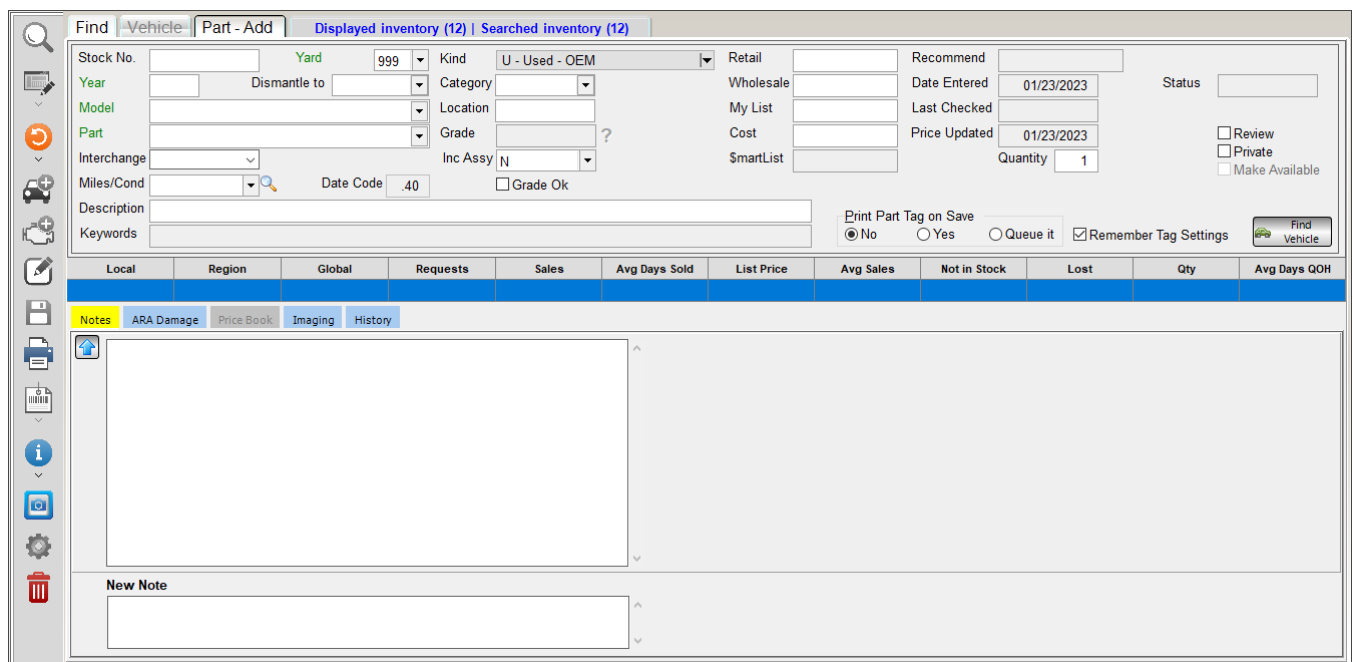 Find Vehicle Part - Add Displayed inventory (12) | Searched inventory (12)
Stock No. Yard 999 Kind U - Used - OEM Retail Recommend
Year Dismantle to Category Wholesale Date Entered 01/23/2023 Status
Model Location My List Last Checked
Part Grade ? Cost Price Updated 01/23/2023 Review
Interchange Inc Assy N $martList Quantity 1 Private
Miles/Cond Date Code .40 Grade Ok Make Available
Description Print Part Tag on Save
Keywords No Yes Queue it Remember Tag Settings Find Vehicle
Local Region Global Requests Sales Avg Days Sold List Price Avg Sales Not in Stock Lost Qty Avg Days QOH
Notes ARA Damage Price Book Imaging History
New Note